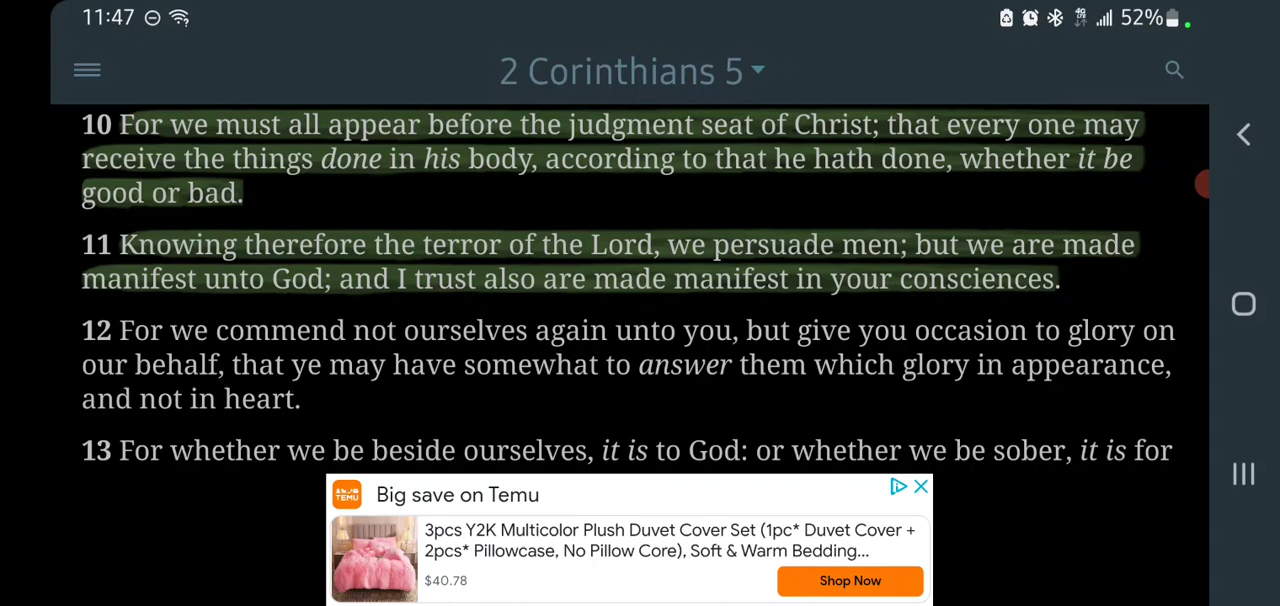 11:47
52%
2 Corinthians 5
10 For we must all appear before the judgment seat of Christ; that every one may
receive the things done in his body, according to that he hath done, whether it be
good or bad.
11 Knowing therefore the terror of the Lord, we persuade men; but we are made
manifest unto God; and I trust also are made manifest in your consciences.
12 For we commend not ourselves again unto you, but give you occasion to glory on
our behalf, that ye may have somewhat to answer them which glory in appearance,
and not in heart.
13 For whether we be beside ourselves, it is to God: or whether we be sober, it is for
TEMU
Big save on Temu
3pcs Y2K Multicolor Plush Duvet Cover Set (1pc* Duvet Cover +
2pcs* Pillowcase, No Pillow Core), Soft & Warm Bedding...
$40.78
Shop Now